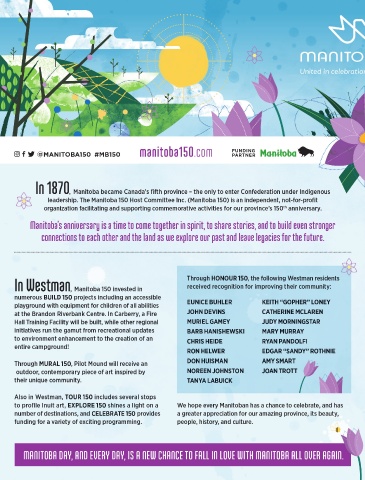 MANITO
United in celebration
@MANITOBA150 #MB150
manitoba150.com
FUNDING
PARTNER
Manitoba
In 1870, Manitoba became Canada's fifth province – the only to enter Confederation under Indigenous
leadership. The Manitoba 150 Host Committee Inc. (Manitoba 150) is an independent, not-for-profit
organization facilitating and supporting commemorative activities for our province's 150th anniversary.
Manitoba's anniversary is a time to come together in spirit, to share stories, and to build even stronger
connections to each other and the land as we explore our past and leave legacies for the future.
In Westman, Manitoba 150 invested in
numerous BUILD 150 projects including an accessible
playground with equipment for children of all abilities
at the Brandon Riverbank Centre. In Carberry, a Fire
Hall Training Facility will be built, while other regional
initiatives run the gamut from recreational updates
to environment enhancement to the creation of an
entire campground!
Through MURAL 150, Pilot Mound will receive an
outdoor, contemporary piece of art inspired by
their unique community.
Also in Westman, TOUR 150 includes several stops
to profile Inuit art, EXPLORE 150 shines a light on a
number of destinations, and CELEBRATE 150 provides
funding for a variety of exciting programming.
Through HONOUR 150, the following Westman residents
received recognition for improving their community:
EUNICE BUHLER
JOHN DEVINS
MURIEL GAMEY
BARB HANISHEWSKI
CHRIS HEIDE
RON HELWER
DON HUISMAN
NOREEN JOHNSTON
TANYA LABUICK
KEITH "GOPHER" LONEY
CATHERINE MCLAREN
JUDY MORNINGSTAR
MARY MURRAY
RYAN PANDOLFI
EDGAR "SANDY" ROTHNIE
AMY SMART
JOAN TROTT
We hope every Manitoban has a chance to celebrate, and has
a greater appreciation for our amazing province, its beauty,
people, history, and culture.
MANITOBA DAY, AND EVERY DAY, IS A NEW CHANCE TO FALL IN LOVE WITH MANITOBA ALL OVER AGAIN.